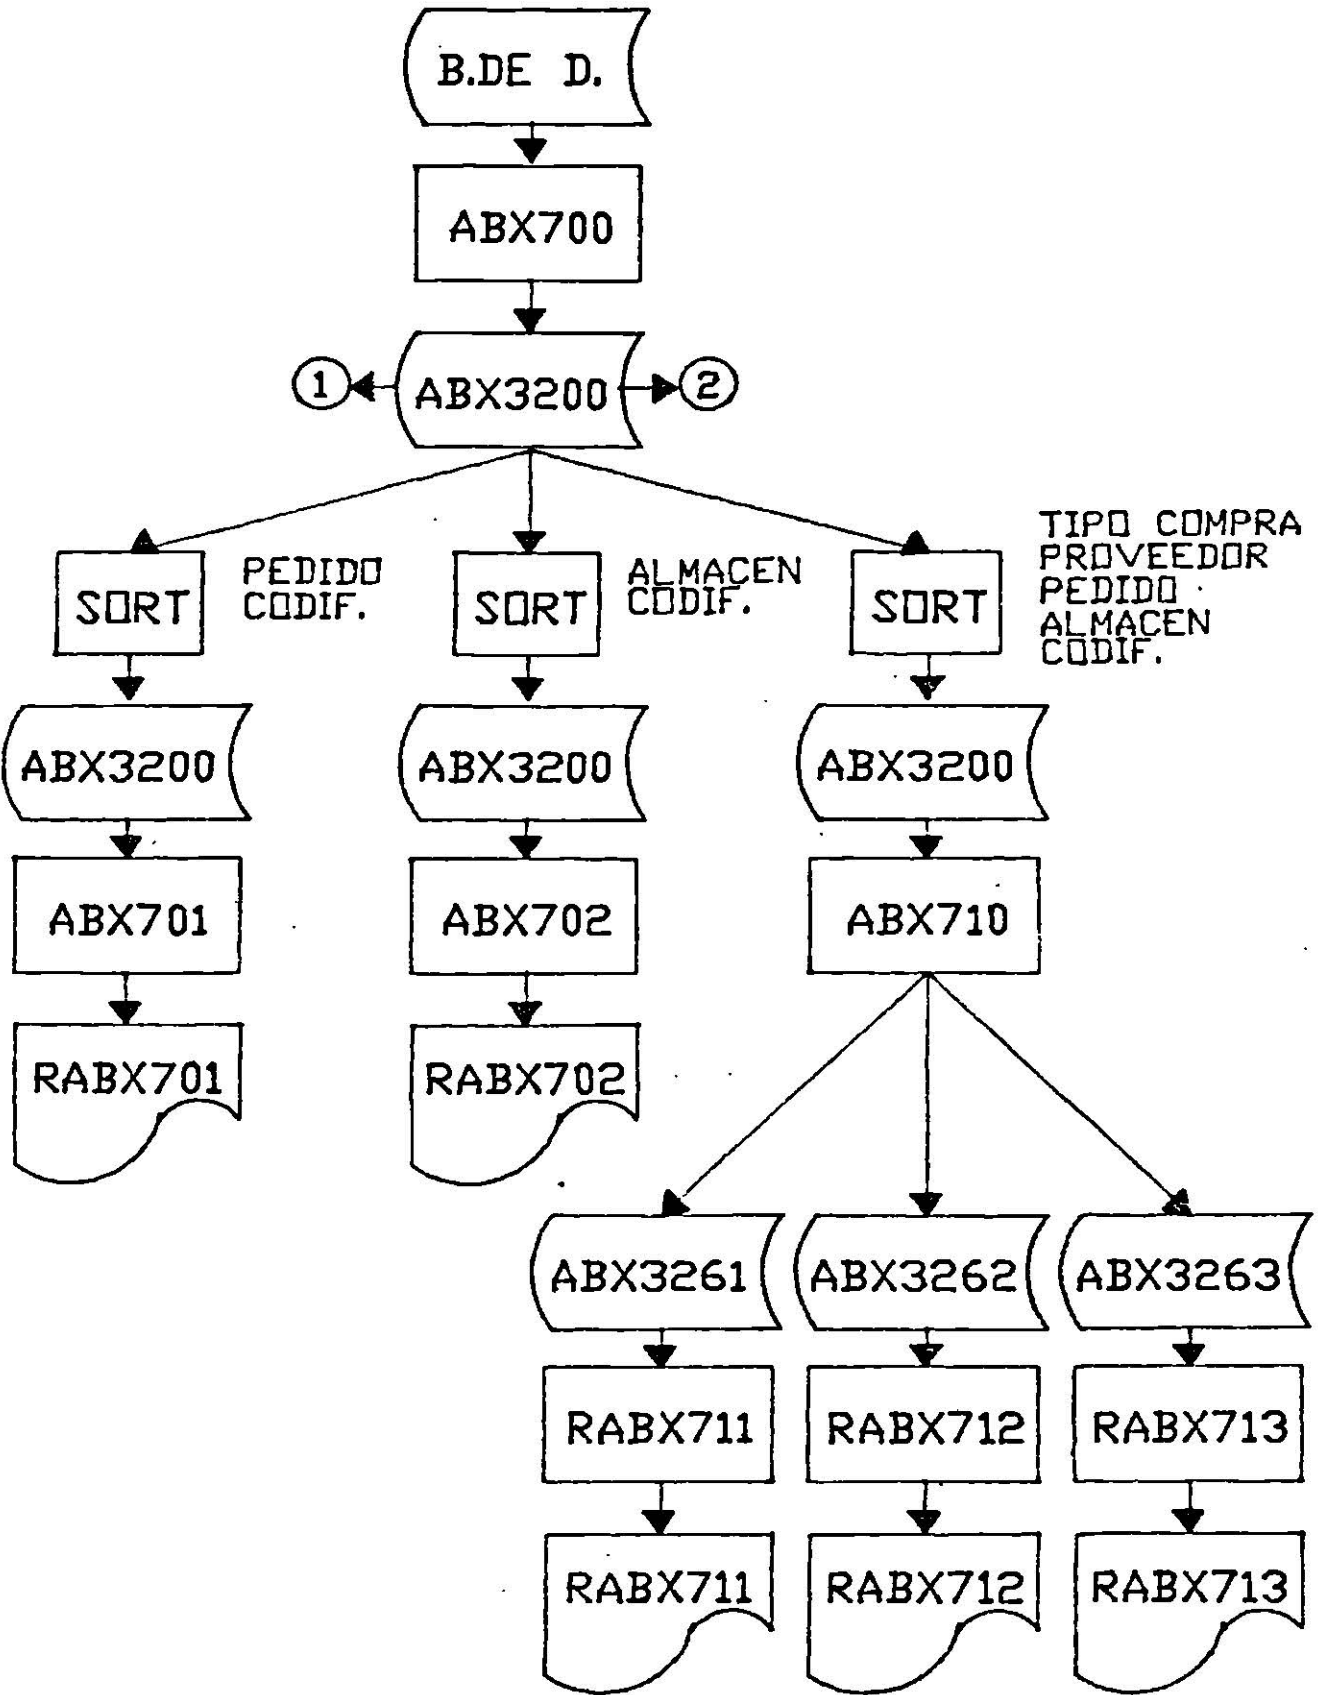 B.DE D.
ABX700
1
ABX3200
2
SORT
PEDIDO
CODIF.
SORT
ALMACEN
CODIF.
SORT
TIPO COMPRA
PROVEEDOR
PEDIDO
ALMACEN
CODIF.
ABX3200
ABX3200
ABX3200
ABX701
ABX702
ABX710
RABX701
RABX702
ABX3261
ABX3262
ABX3263
RABX711
RABX712
RABX713
RABX711
RABX712
RABX713